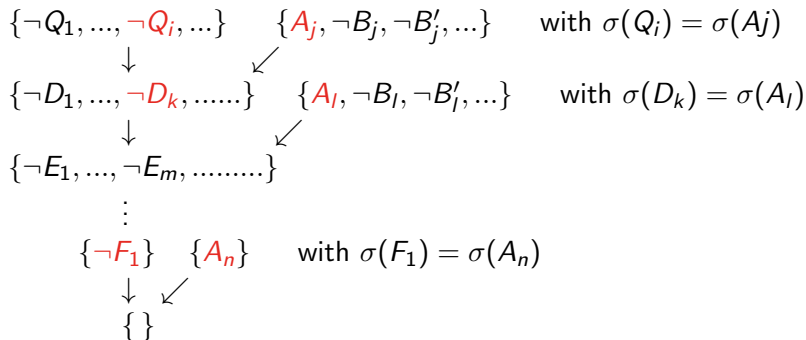 {¬Q₁, ..., ¬Qᵢ, ...} {Aⱼ, ¬Bⱼ, ¬B′ⱼ, ...} with σ(Qᵢ) = σ(Aj)
↓ ↙
{¬D₁, ..., ¬Dₖ, ......} {Aₗ, ¬Bₗ, ¬B′ₗ, ...} with σ(Dₖ) = σ(Aₗ)
↓ ↙
{¬E₁, ..., ¬Eₘ, .........}
⋮
{¬F₁} {Aₙ} with σ(F₁) = σ(Aₙ)
↓ ↙
{ }